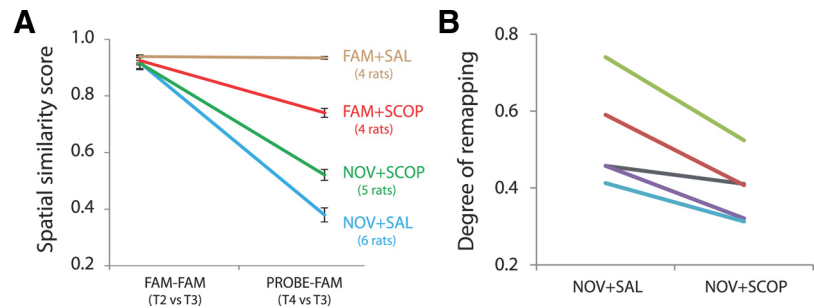 A
Spatial similarity score
1.0
0.8
0.6
0.4
0.2
FAM+SAL
(4 rats)
FAM+SCOP
(4 rats)
NOV+SCOP
(5 rats)
NOV+SAL
(6 rats)
FAM-FAM
(T2 vs T3)
PROBE-FAM
(T4 vs T3)
B
Degree of remapping
0.8
0.6
0.4
0.2
NOV+SAL
NOV+SCOP